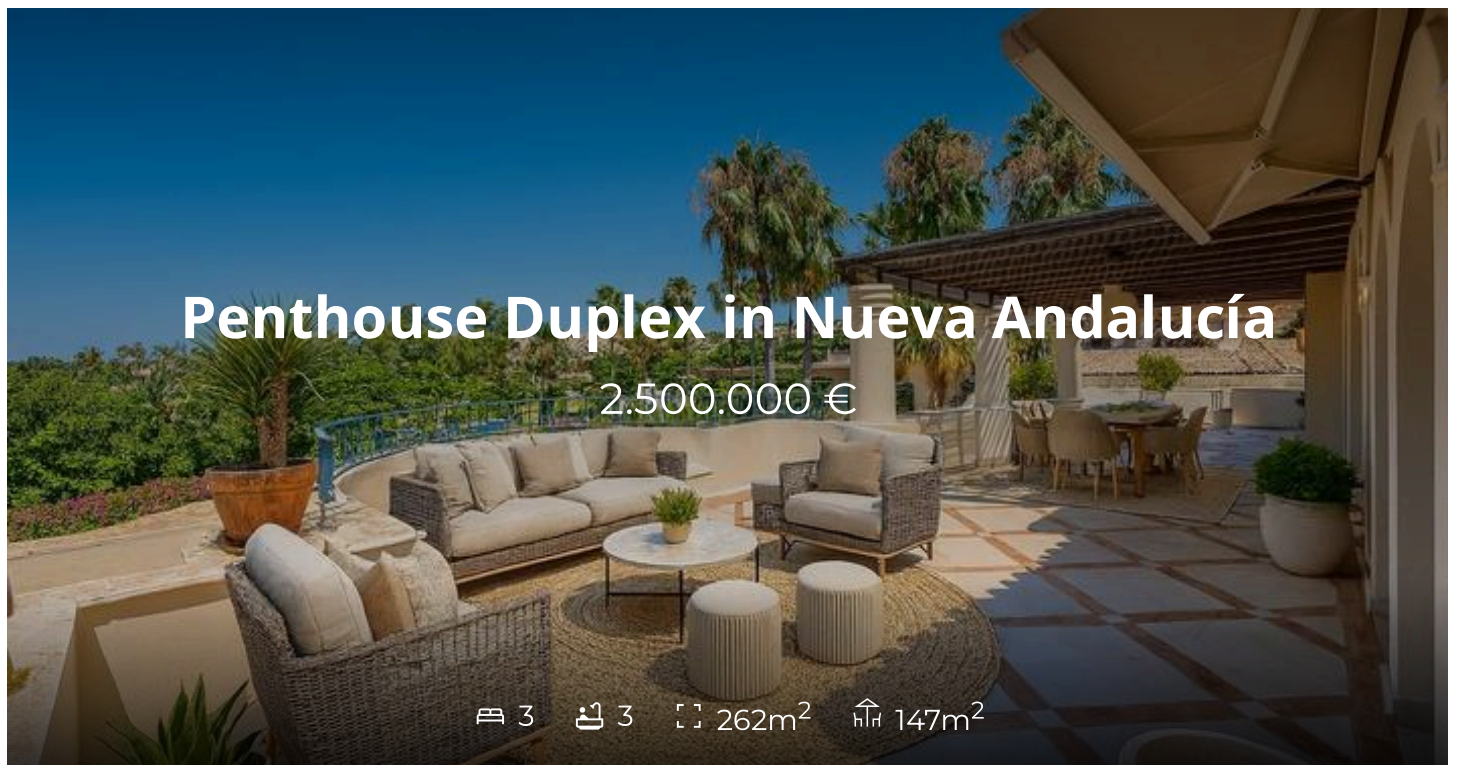 Penthouse Duplex in Nueva Andalucía
2.500.000 €
3 3 262m² 147m²